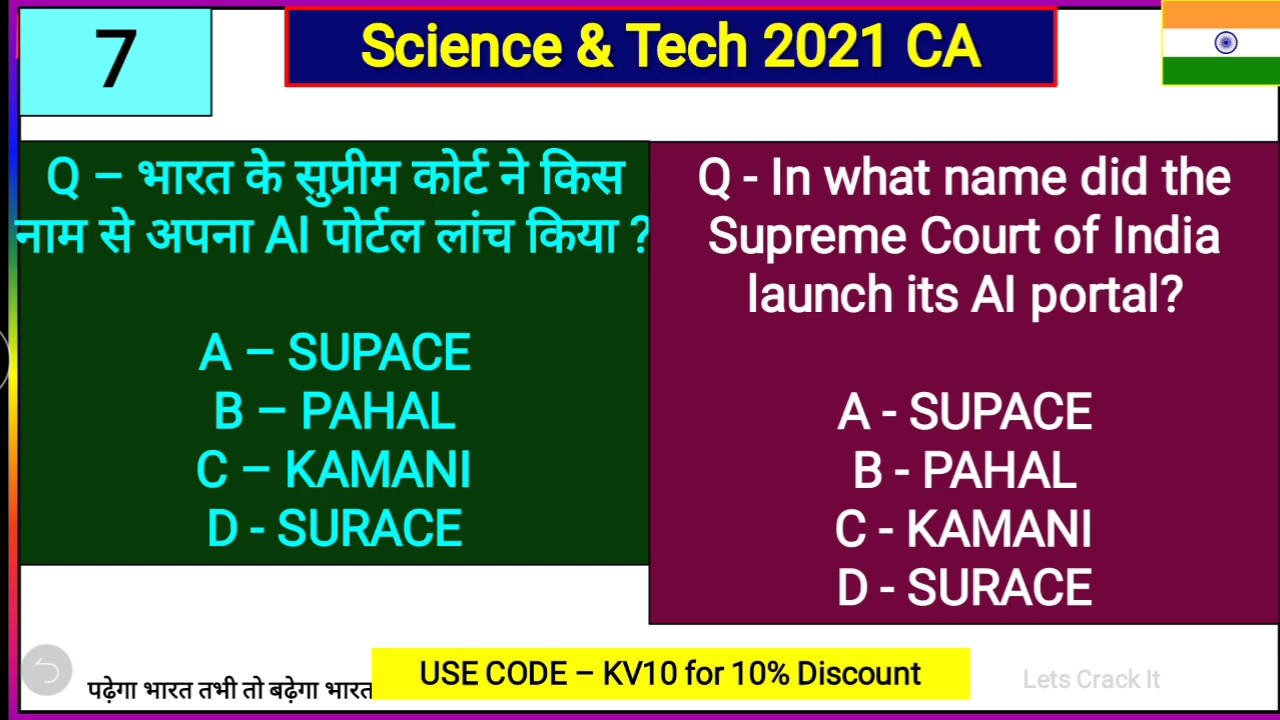 7
Science & Tech 2021 CA
Q – भारत के सुप्रीम कोर्ट ने किस
नाम से अपना AI पोर्टल लांच किया ?
A – SUPACE
B – PAHAL
C – KAMANI
D - SURACE
Q - In what name did the
Supreme Court of India
launch its AI portal?
A - SUPACE
B - PAHAL
C - KAMANI
D - SURACE
पढ़ेगा भारत तभी तो बढ़ेगा भारत
USE CODE – KV10 for 10% Discount
Lets Crack It